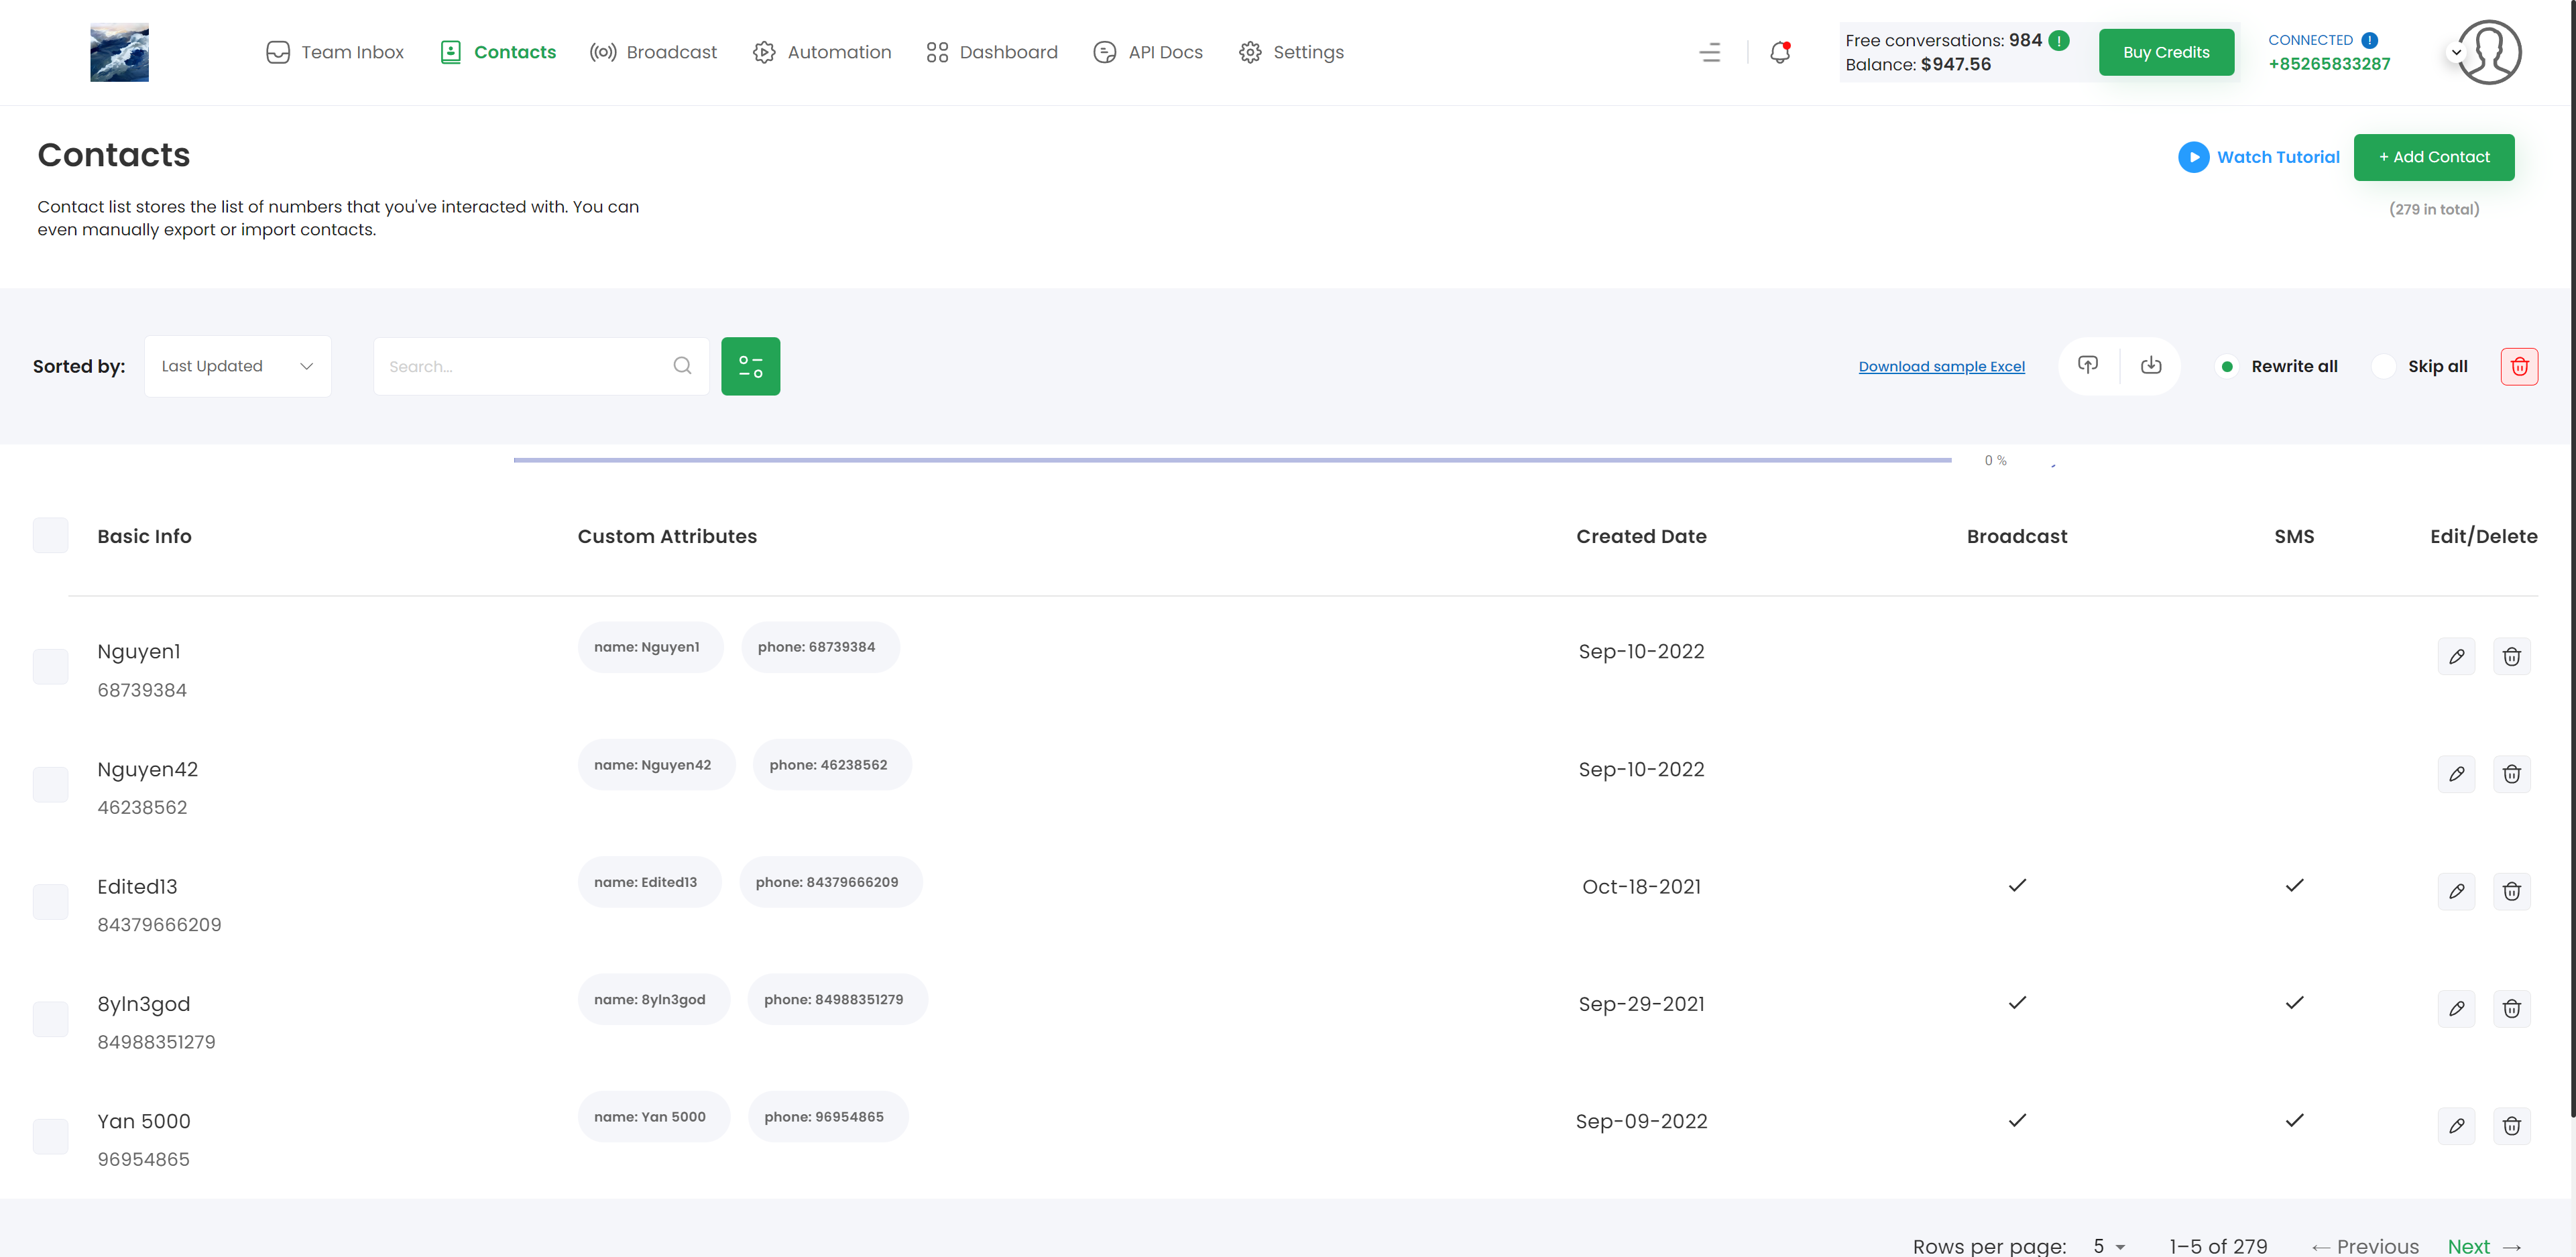 Team Inbox
Contacts
Broadcast
Automation
Dashboard
API Docs
Settings
Free conversations: 984
Balance: $947.56
Buy Credits
CONNECTED
+85265833287
Contacts
Watch Tutorial
+ Add Contact
Contact list stores the list of numbers that you've interacted with. You can
even manually export or import contacts.
(279 in total)
Sorted by:
Last Updated
Search...
Download sample Excel
Rewrite all
Skip all
0 %
Basic Info
Custom Attributes
Created Date
Broadcast
SMS
Edit/Delete
Nguyen1
68739384
name: Nguyen1
phone: 68739384
Sep-10-2022
Nguyen42
46238562
name: Nguyen42
phone: 46238562
Sep-10-2022
Edited13
84379666209
name: Edited13
phone: 84379666209
Oct-18-2021
8yln3god
84988351279
name: 8yln3god
phone: 84988351279
Sep-29-2021
Yan 5000
96954865
name: Yan 5000
phone: 96954865
Sep-09-2022
Rows per page: 5
1–5 of 279
← Previous
Next →